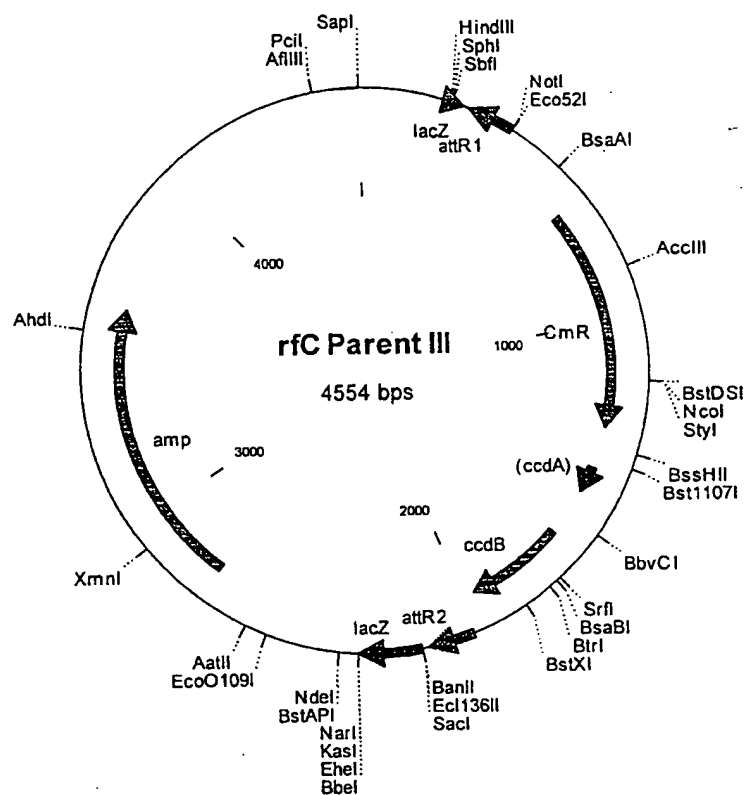 SapI
PciI
AflIII
HindIII
SphI
SbfI
NotI
Eco52I
lacZ
attR1
BsaAI
AccIII
4000
AhdI
rfC Parent III
4554 bps
1000
CmR
BstDSI
NcoI
StyI
amp
3000
(ccdA)
BssHII
Bst1107I
2000
ccdB
BbvCI
XmnI
SrfI
BsaBI
BtrI
BstXI
lacZ
attR2
AatII
EcoO109I
NdeI
BstAPI
NarI
KasI
EheI
BbeI
BanII
Ecl136II
SacI